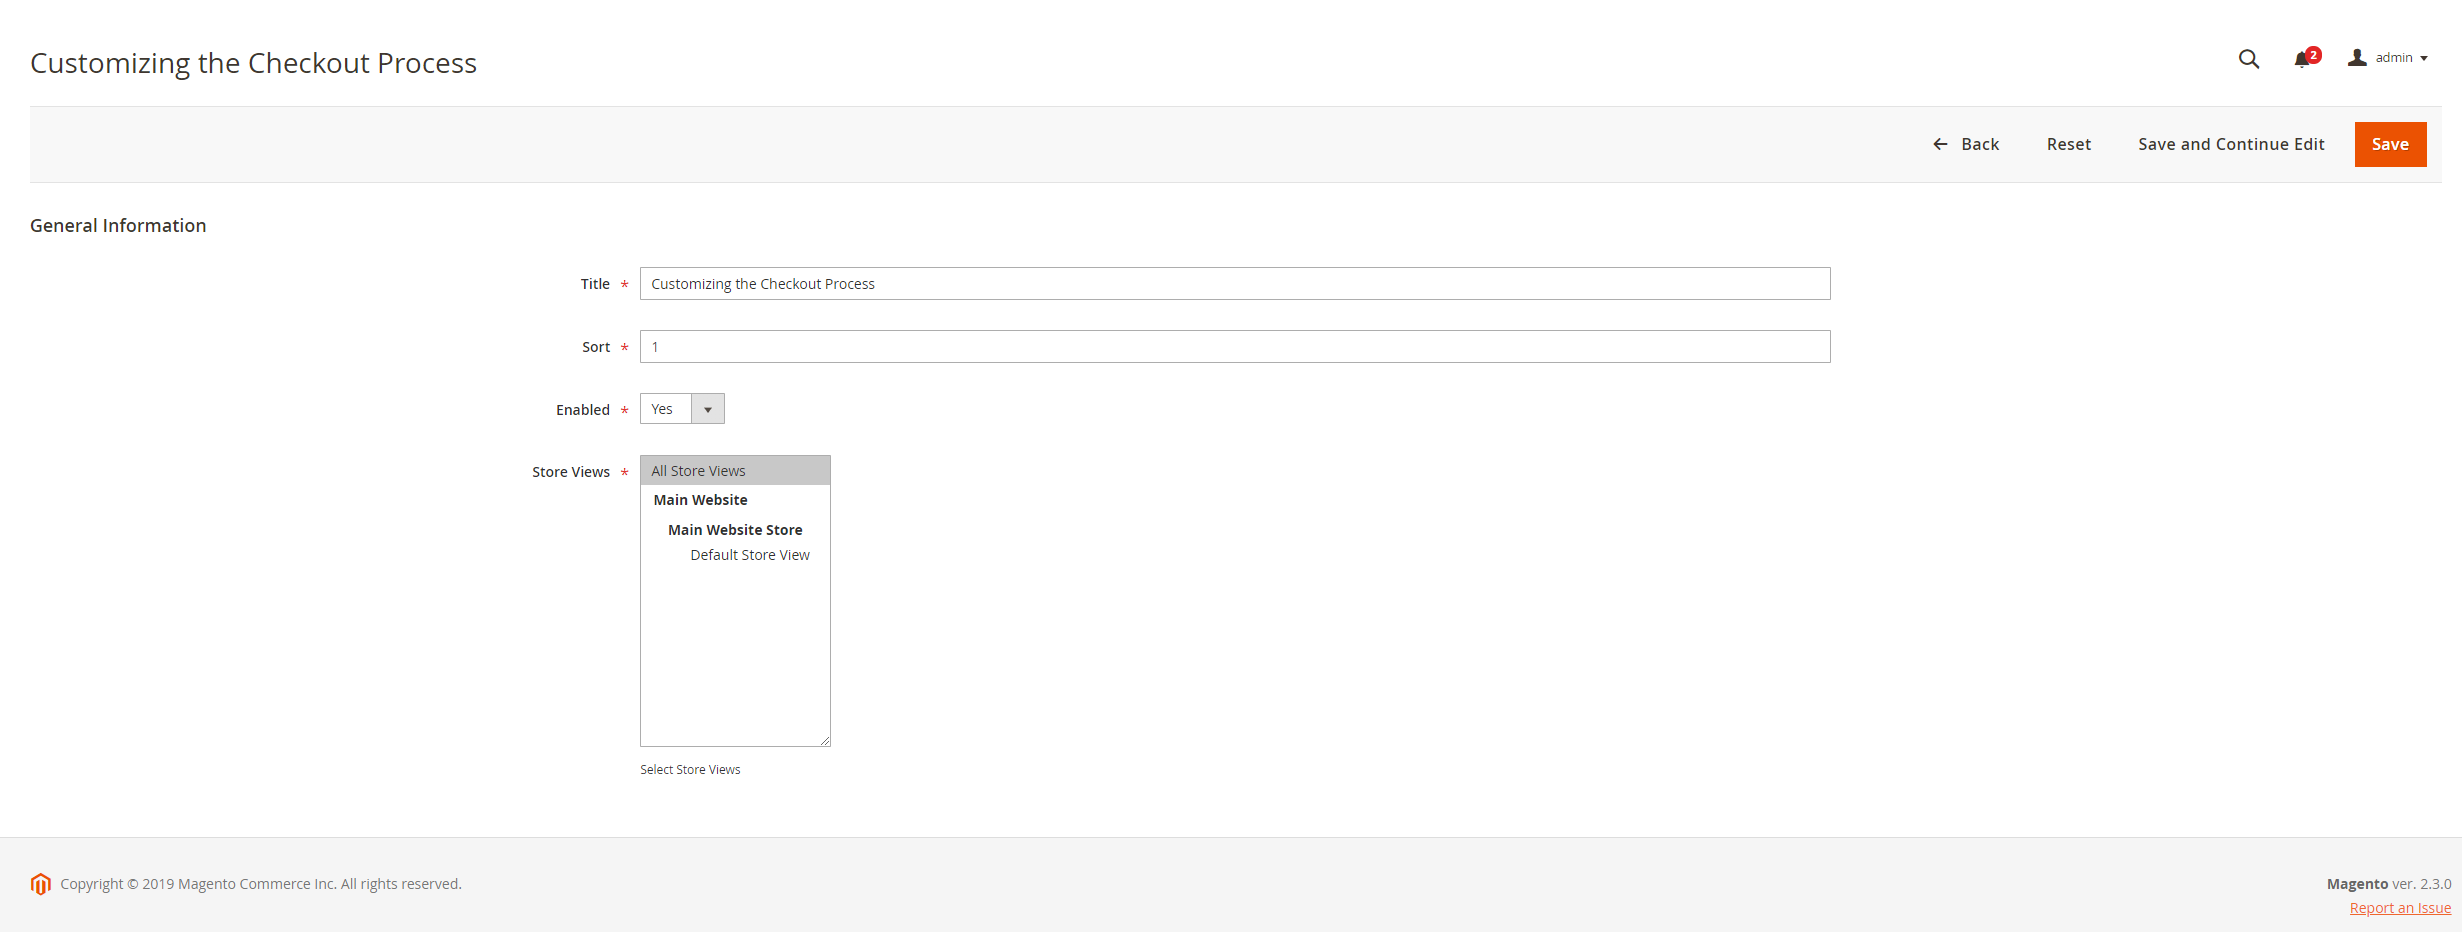 Customizing the Checkout Process
2
admin
Back
Reset
Save and Continue Edit
Save
General Information
Title *
Customizing the Checkout Process
Sort *
1
Enabled *
Yes
Store Views *
All Store Views
Main Website
Main Website Store
Default Store View
Select Store Views
Copyright © 2019 Magento Commerce Inc. All rights reserved.
Magento ver. 2.3.0
Report an Issue